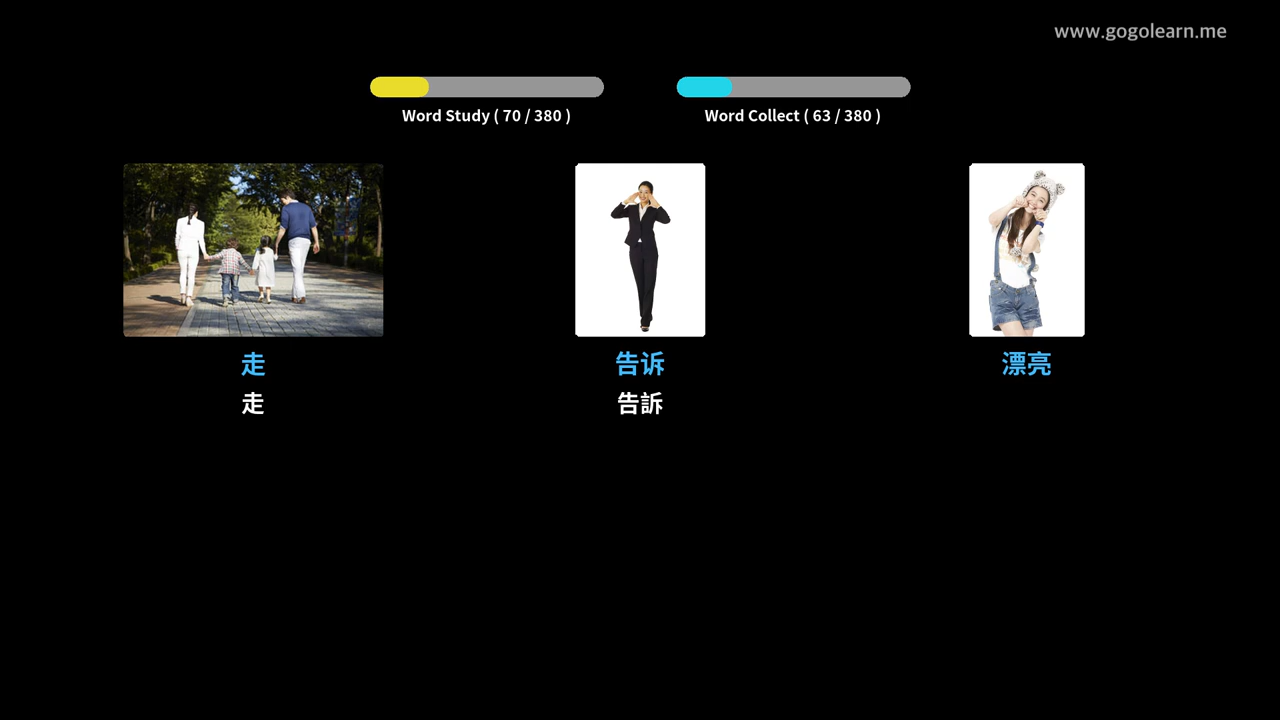 www.gogolearn.me
Word Study ( 70 / 380 )
Word Collect ( 63 / 380 )
走
告诉
漂亮
走
告訴